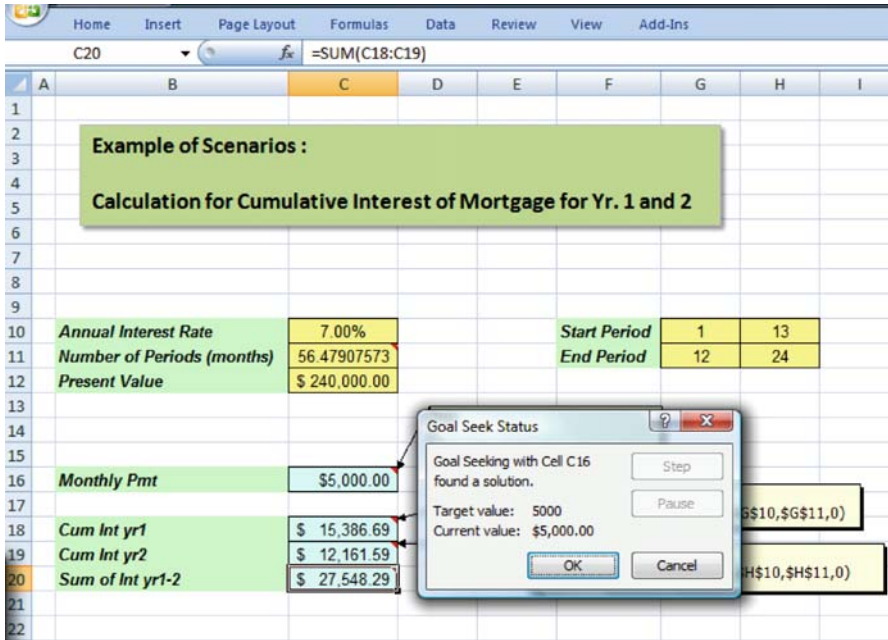 Home Insert Page Layout Formulas Data Review View Add-Ins
C20 fx =SUM(C18:C19)
A B C D E F G H I
1
2
Example of Scenarios :
3
4
5
Calculation for Cumulative Interest of Mortgage for Yr. 1 and 2
6
7
8
9
10 Annual Interest Rate 7.00% Start Period 1 13
11 Number of Periods (months) 56.47907573 End Period 12 24
12 Present Value $ 240,000.00
13
14
15
16 Monthly Pmt $5,000.00
17
18 Cum Int yr1 $ 15,386.69
19 Cum Int yr2 $ 12,161.59
20 Sum of Int yr1-2 $ 27,548.29
21
22
Goal Seek Status
Goal Seeking with Cell C16
found a solution.
Target value: 5000
Current value: $5,000.00
Step
Pause
OK Cancel
$10,$G$11,0)
H$10,$H$11,0)